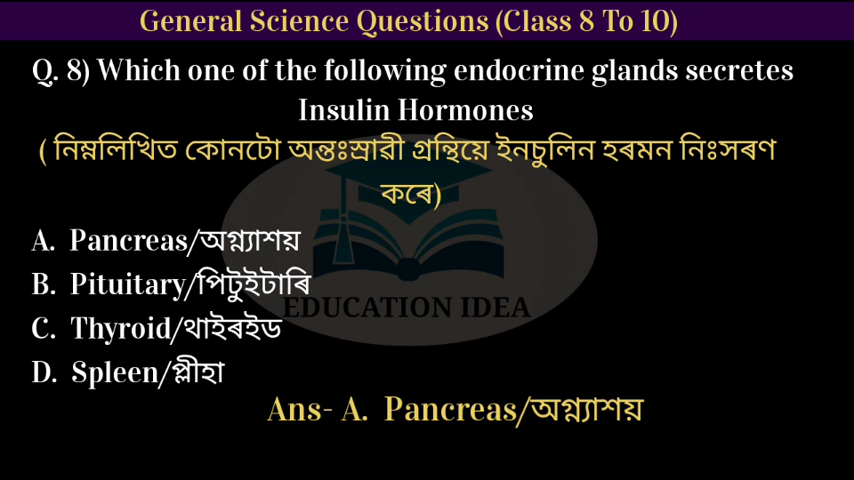 General Science Questions (Class 8 To 10)
Q. 8) Which one of the following endocrine glands secretes
Insulin Hormones
( নিম্নলিখিত কোনটো অন্তঃস্ৰাৱী গ্ৰন্থিয়ে ইনচুলিন হৰমন নিঃসৰণ
কৰে)
A. Pancreas/অগ্ন্যাশয়
B. Pituitary/পিটুইটাৰি
EDUCATION IDEA
C. Thyroid/থাইৰইড
D. Spleen/প্লীহা
Ans- A. Pancreas/অগ্ন্যাশয়